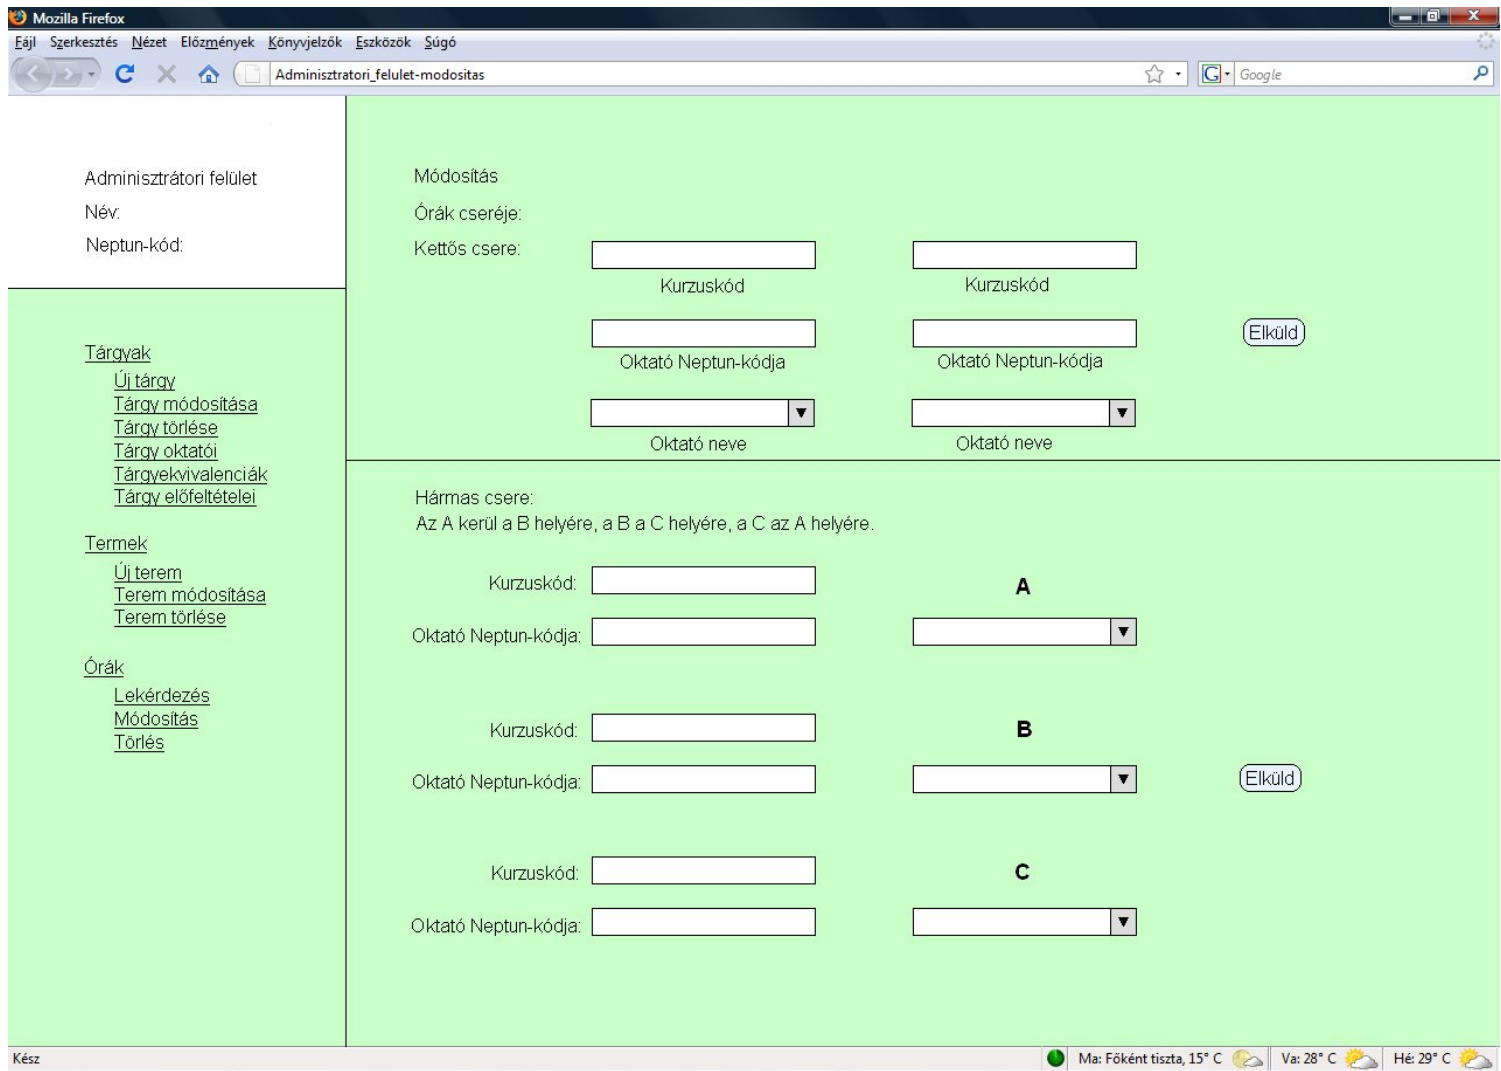 Mozilla Firefox
Fájl Szerkesztés Nézet Előzmények Könyvjelzők Eszközök Súgó
Adminisztratori_felulet-modositas
G Google
Adminisztrátori felület
Név:
Neptun-kód:
Tárgyak
Új tárgy
Tárgy módosítása
Tárgy törlése
Tárgy oktatói
Tárgyekvivalenciák
Tárgy előfeltételei
Termek
Új terem
Terem módosítása
Terem törlése
Órák
Lekérdezés
Módosítás
Törlés
Módosítás
Órák cseréje:
Kettős csere:
Kurzuskód Kurzuskód
Elküld
Oktató Neptun-kódja Oktató Neptun-kódja
Oktató neve Oktató neve
Hármas csere:
Az A kerül a B helyére, a B a C helyére, a C az A helyére.
Kurzuskód: A
Oktató Neptun-kódja:
Kurzuskód: B
Oktató Neptun-kódja: Elküld
Kurzuskód: C
Oktató Neptun-kódja:
Kész Ma: Főként tiszta, 15° C Va: 28° C Hé: 29° C